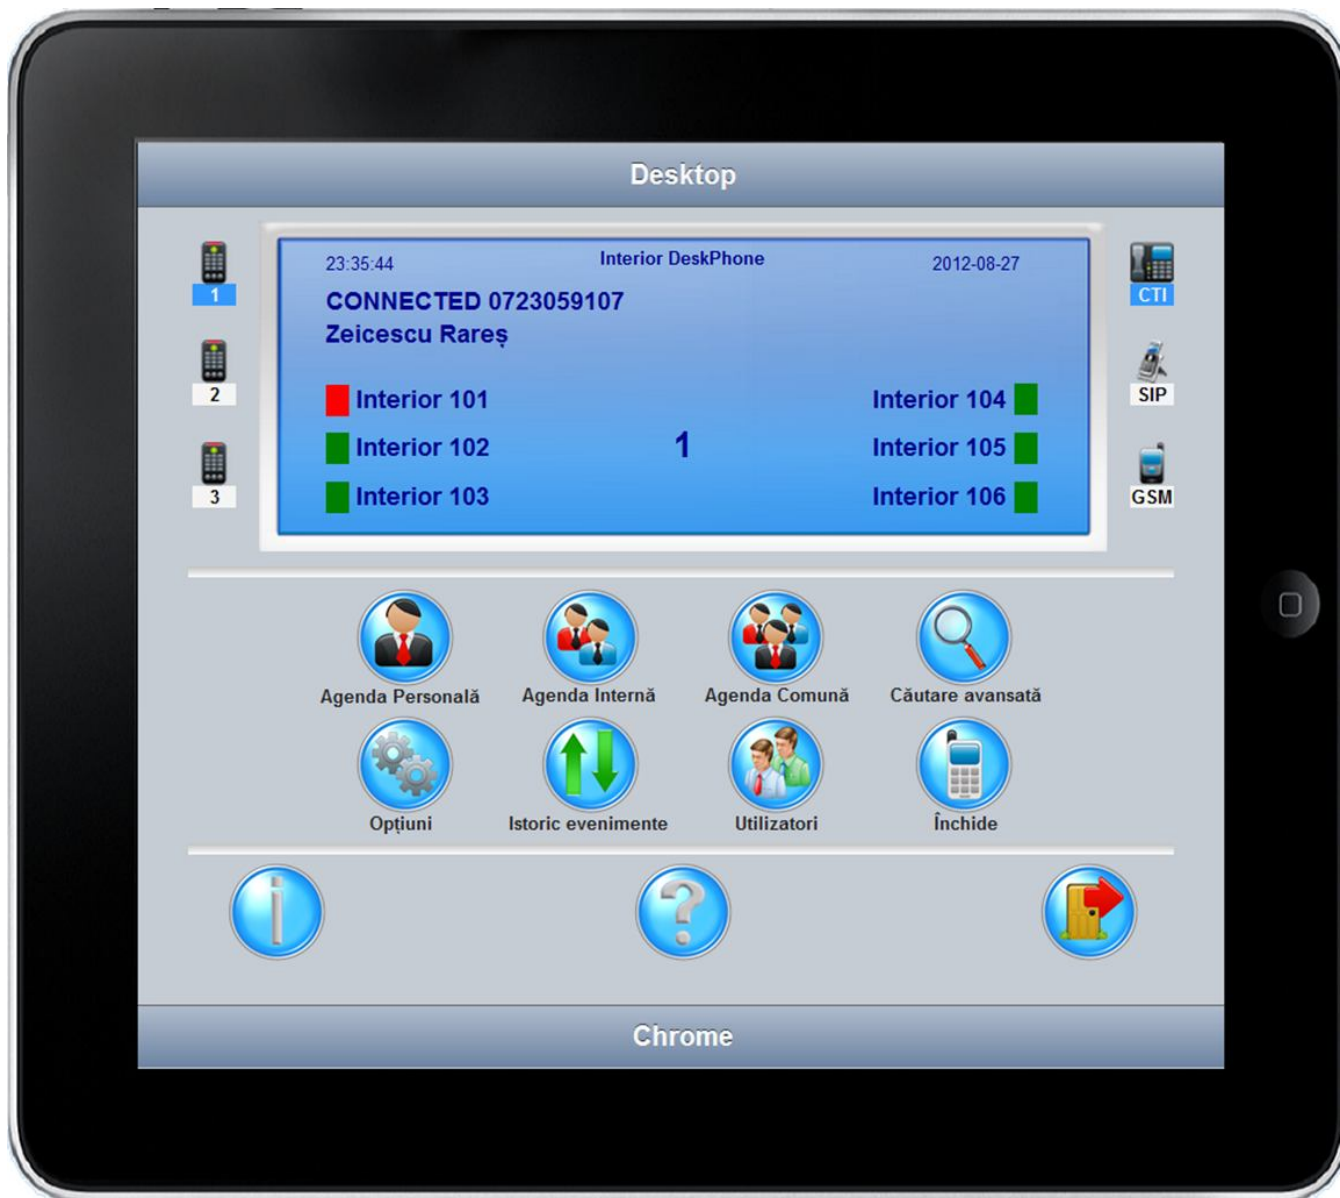 Desktop
1
2
3
23:35:44 Interior DeskPhone 2012-08-27
CONNECTED 0723059107
Zeicescu Rareș
Interior 101 Interior 104
Interior 102 1 Interior 105
Interior 103 Interior 106
CTI
SIP
GSM
Agenda Personală Agenda Internă Agenda Comună Căutare avansată
Opțiuni Istoric evenimente Utilizatori Închide
Chrome